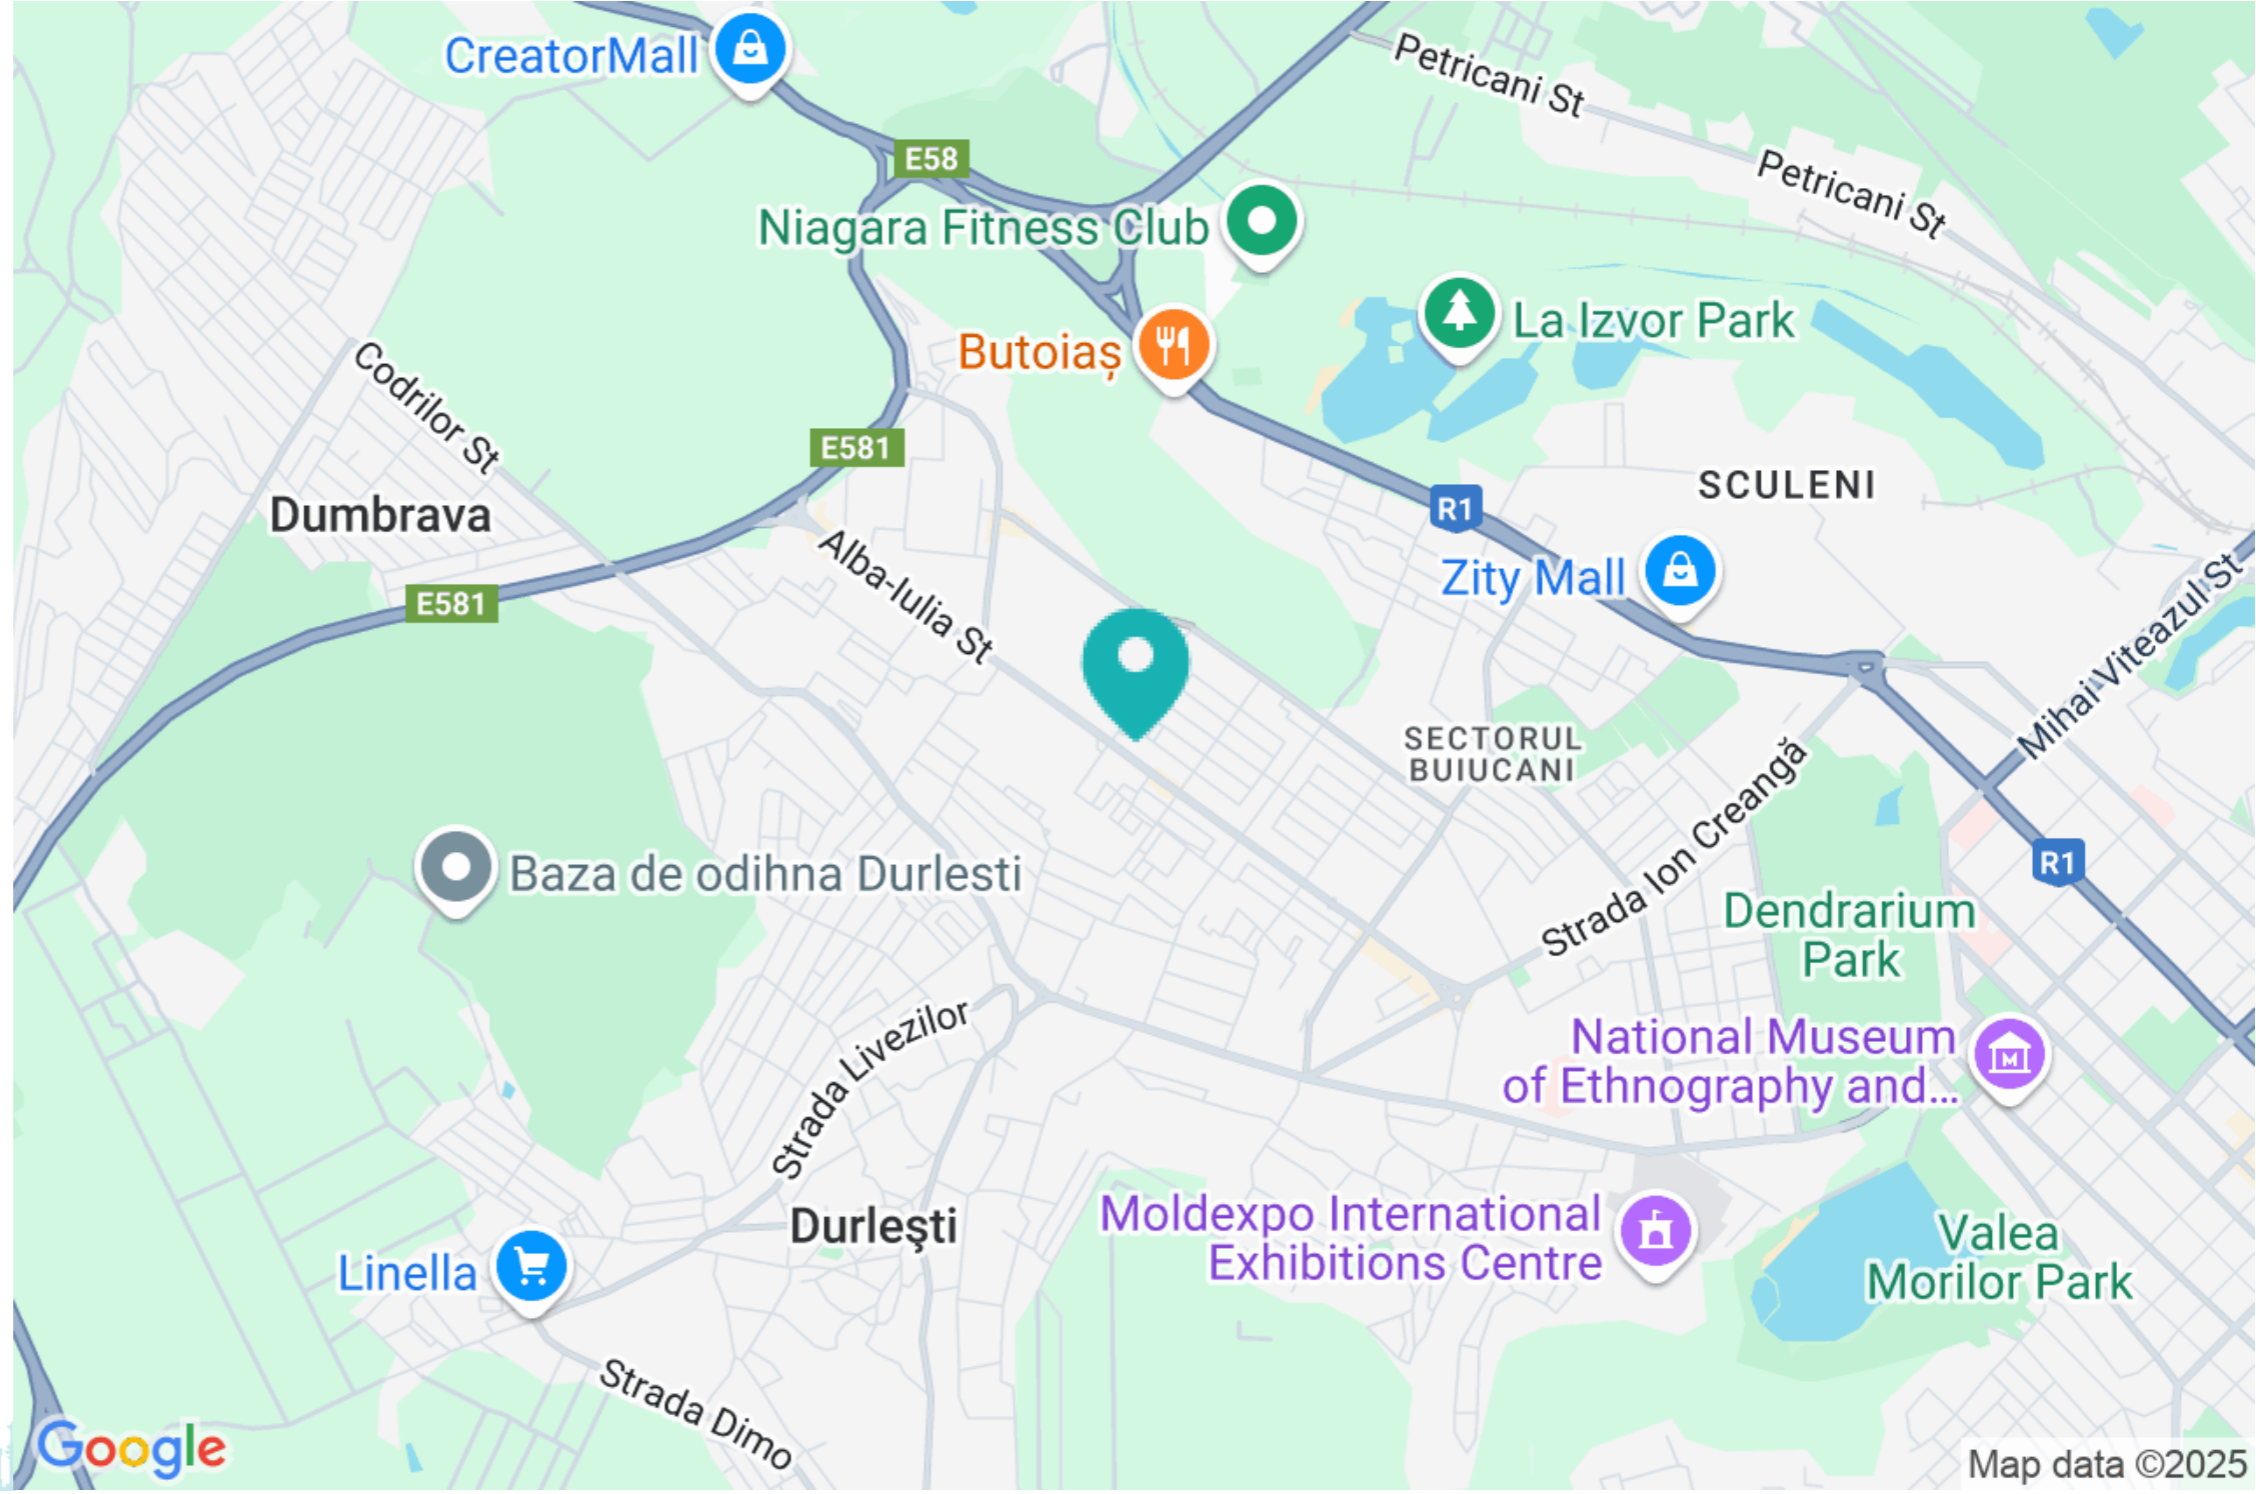 CreatorMall
Petricani St
E58
Petricani St
Niagara Fitness Club
La Izvor Park
Butoiaș
Codrilor St
E581
SCULENI
R1
Dumbrava
Alba-Iulia St
Zity Mall
E581
Mihai Viteazul St
SECTORUL
BUIUCANI
Strada Ion Creangă
R1
Baza de odihna Durlesti
Dendrarium
Park
Strada Livezilor
National Museum
of Ethnography and...
M
Durleşti
Moldexpo International
Exhibitions Centre
Valea
Morilor Park
Linella
Strada Dimo
Google
Map data ©2025